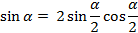 sin α = 2 sin α/2 cos α/2